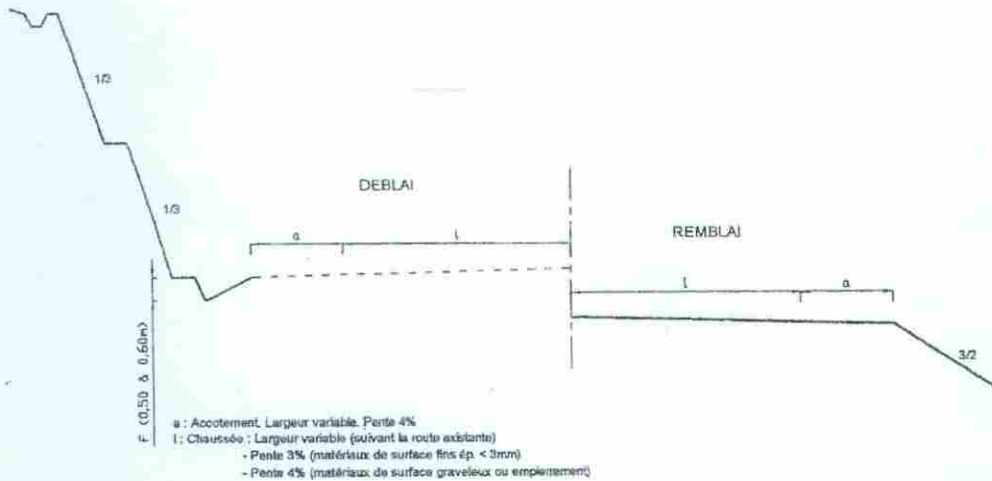 1/3
DEBLAI
1/3
a
l
REMBLAI
l
a
3/2
F (0,50 à 0,60m)
a : Accotement, Largeur variable. Pente 4%
l : Chaussée : Largeur variable (suivant la route existante)
- Pente 3% (matériaux de surface fins ép. < 3mm)
- Pente 4% (matériaux de surface graveleux ou empierrement)